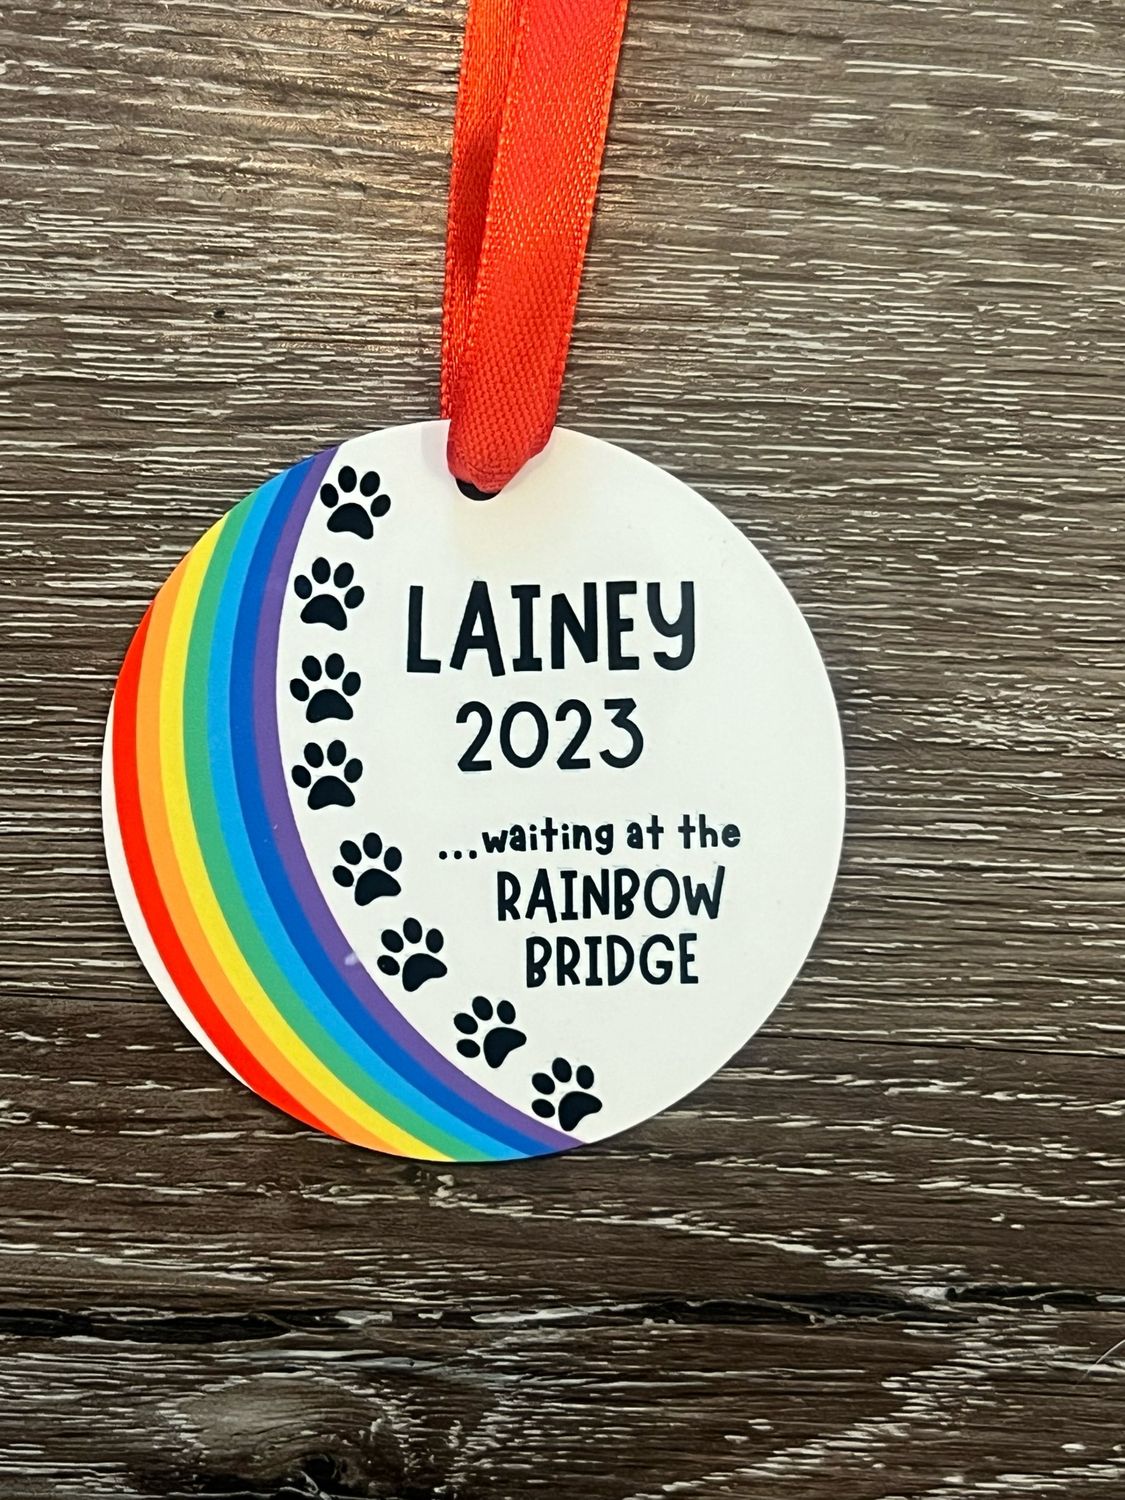 LAINEY
2023
...waiting at the
RAINBOW
BRIDGE